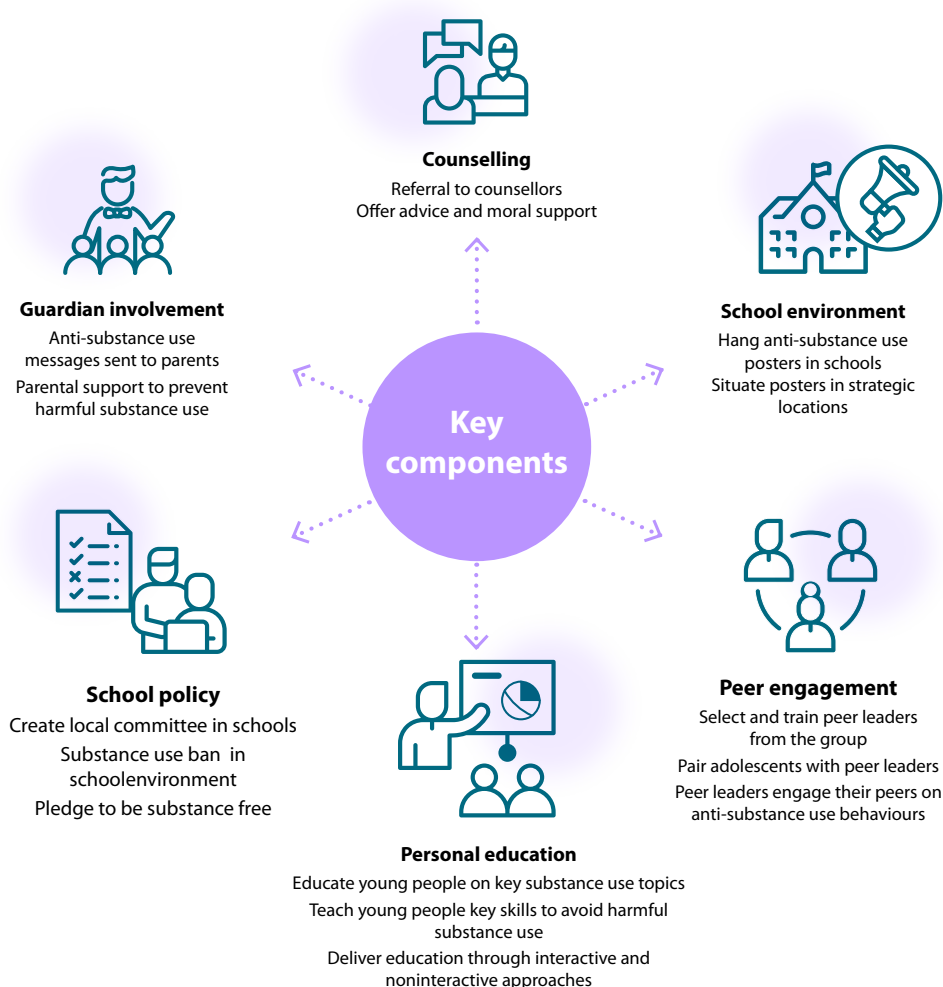 Counselling
Referral to counsellors
Offer advice and moral support
Guardian involvement
Anti-substance use
messages sent to parents
Parental support to prevent
harmful substance use
School environment
Hang anti-substance use
posters in schools
Situate posters in strategic
locations
Key
components
School policy
Create local committee in schools
Substance use ban in
schoolenvironment
Pledge to be substance free
Peer engagement
Select and train peer leaders
from the group
Pair adolescents with peer leaders
Peer leaders engage their peers on
anti-substance use behaviours
Personal education
Educate young people on key substance use topics
Teach young people key skills to avoid harmful
substance use
Deliver education through interactive and
noninteractive approaches